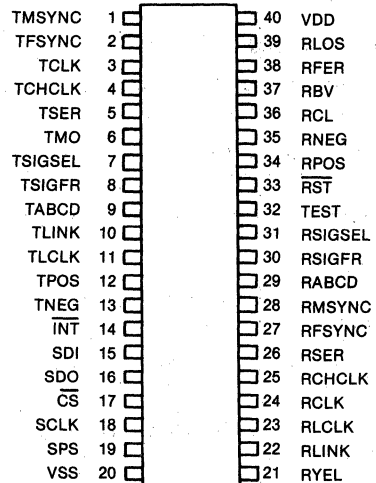 TMSYNC 1 40 VDD
TFSYNC 2 39 RLOS
TCLK 3 38 RFER
TCHCLK 4 37 RBV
TSER 5 36 RCL
TMO 6 35 RNEG
TSIGSEL 7 34 RPOS
TSIGFR 8 33 R̅S̅T̅
TABCD 9 32 TEST
TLINK 10 31 RSIGSEL
TLCLK 11 30 RSIGFR
TPOS 12 29 RABCD
TNEG 13 28 RMSYNC
I̅N̅T̅ 14 27 RFSYNC
SDI 15 26 RSER
SDO 16 25 RCHCLK
C̅S̅ 17 24 RCLK
SCLK 18 23 RLCLK
SPS 19 22 RLINK
VSS 20 21 RYEL